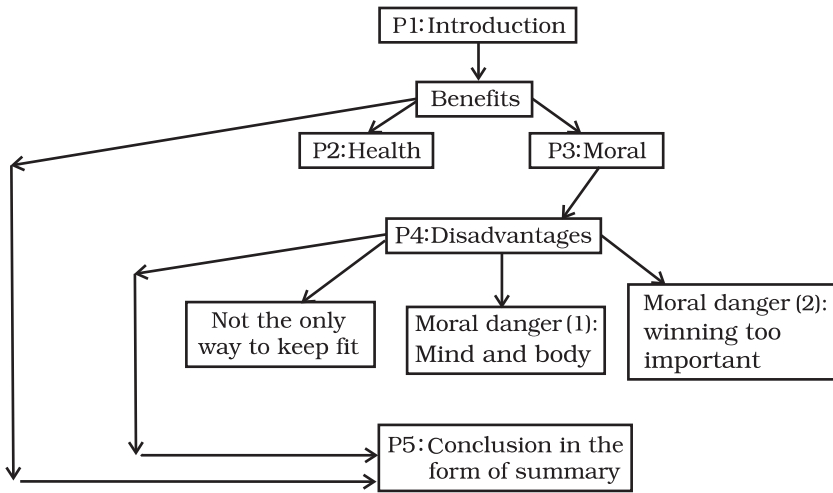 P1:Introduction
Benefits
P2:Health
P3:Moral
P4:Disadvantages
Not the only
way to keep fit
Moral danger (1):
Mind and body
Moral danger (2):
winning too
important
P5:Conclusion in the
form of summary